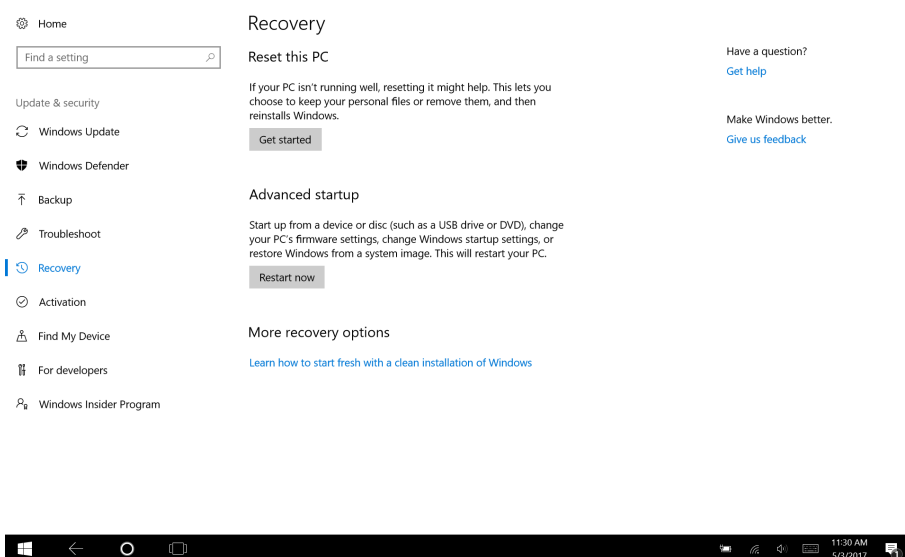 Home
Find a setting
Update & security
Windows Update
Windows Defender
Backup
Troubleshoot
Recovery
Activation
Find My Device
For developers
Windows Insider Program
Recovery
Reset this PC
If your PC isn't running well, resetting it might help. This lets you
choose to keep your personal files or remove them, and then
reinstalls Windows.
Get started
Advanced startup
Start up from a device or disc (such as a USB drive or DVD), change
your PC's firmware settings, change Windows startup settings, or
restore Windows from a system image. This will restart your PC.
Restart now
More recovery options
Learn how to start fresh with a clean installation of Windows
Have a question?
Get help
Make Windows better.
Give us feedback
11:30 AM
5/3/2017
1